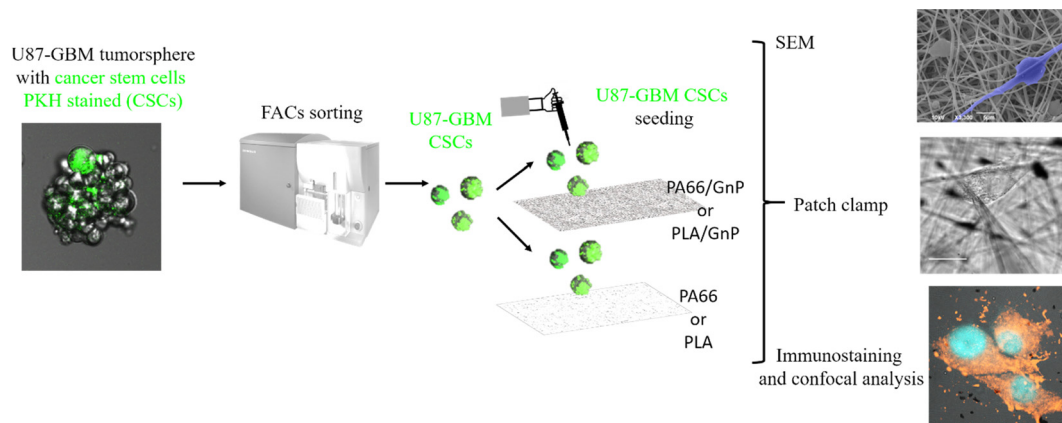 U87-GBM tumorsphere
with cancer stem cells
PKH stained (CSCs)
FACs sorting
U87-GBM
CSCs
U87-GBM CSCs
seeding
PA66/GnP
or
PLA/GnP
PA66
or
PLA
SEM
Patch clamp
Immunostaining
and confocal analysis